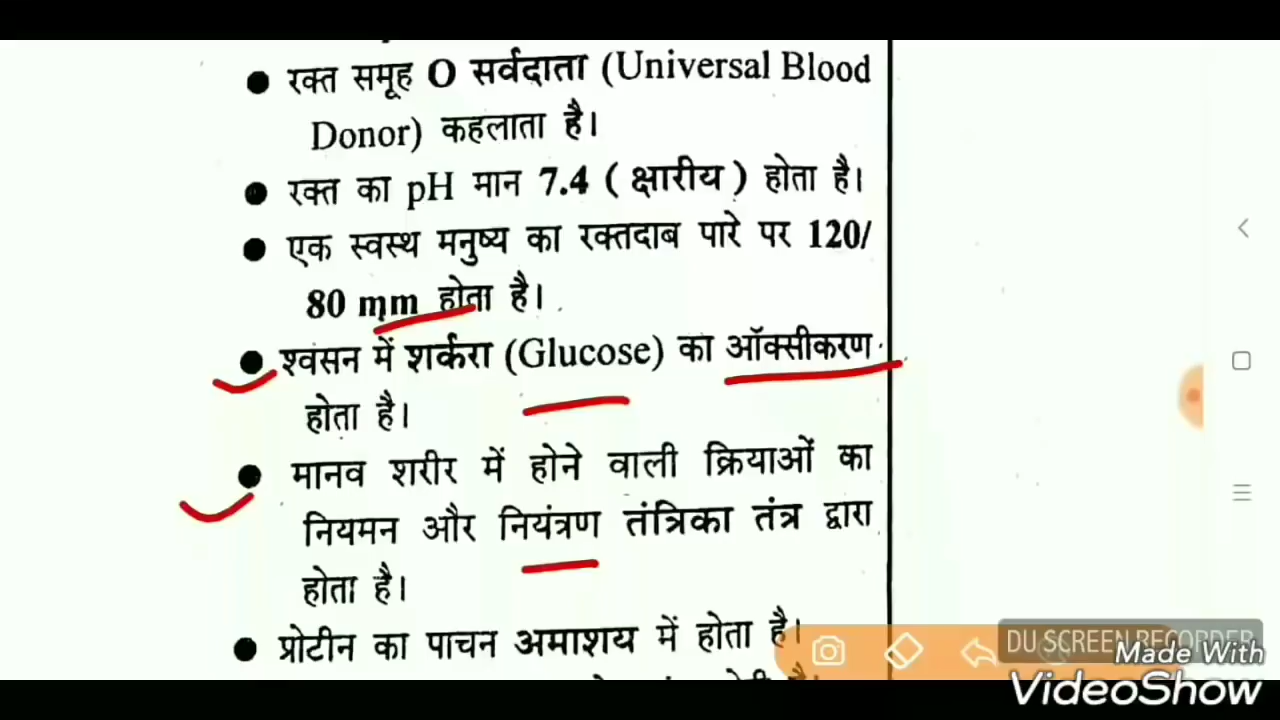 ● रक्त समूह O सर्वदाता (Universal Blood
Donor) कहलाता है।
● रक्त का pH मान 7.4 ( क्षारीय ) होता है।
● एक स्वस्थ मनुष्य का रक्तदाब पारे पर 120/
80 mm होता है।
● श्वसन में शर्करा (Glucose) का ऑक्सीकरण
होता है।
● मानव शरीर में होने वाली क्रियाओं का
नियमन और नियंत्रण तंत्रिका तंत्र द्वारा
होता है।
● प्रोटीन का पाचन अमाशय में होता है।
DU SCREEN RECORDER
Made With
VideoShow